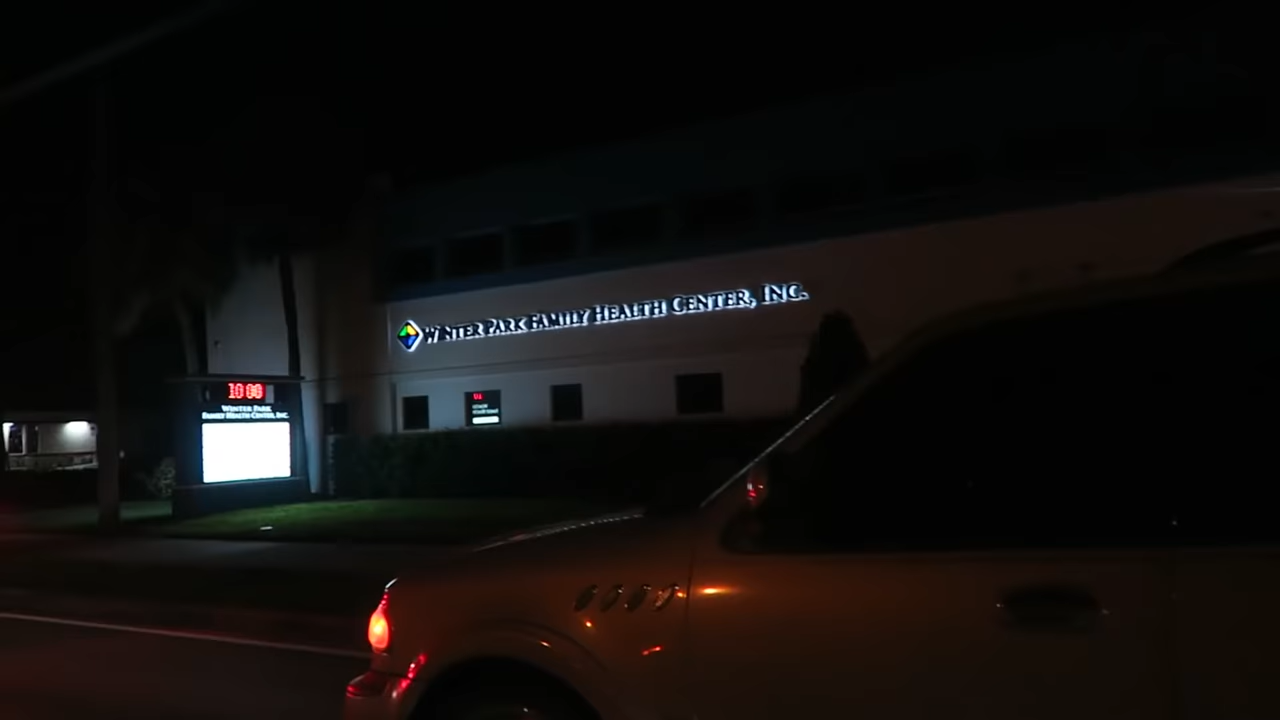 WINTER PARK FAMILY HEALTH CENTER, INC.
10:00
WINTER PARK
FAMILY HEALTH CENTER, INC.